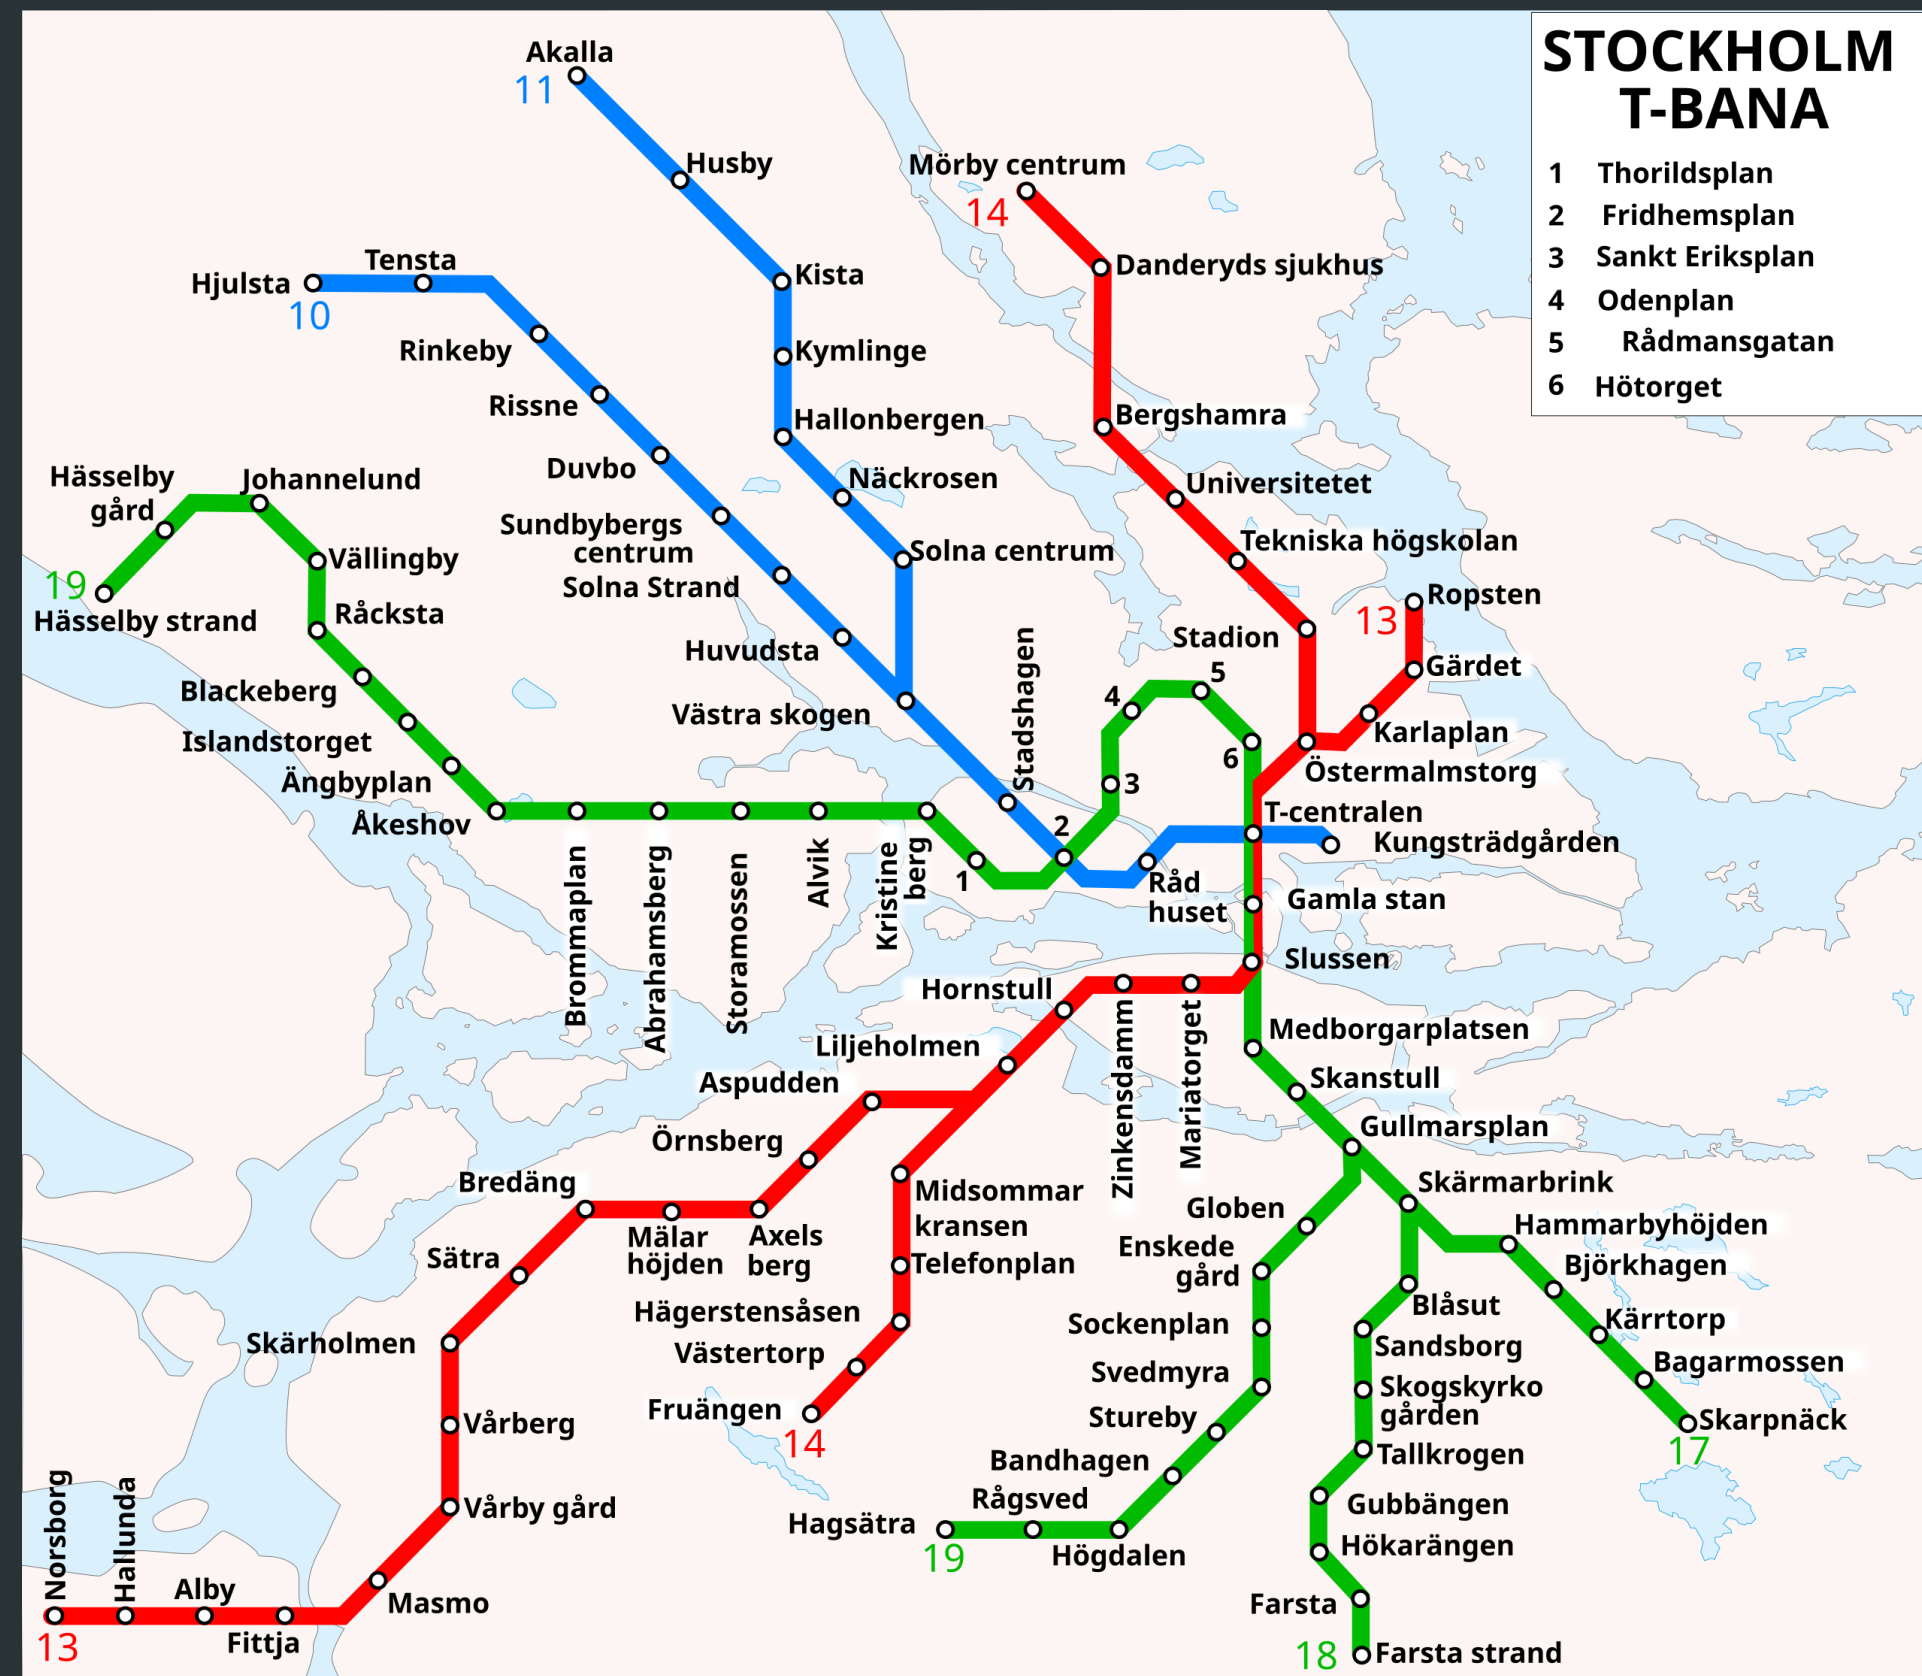 STOCKHOLM
T-BANA
1 Thorildsplan
2 Fridhemsplan
3 Sankt Eriksplan
4 Odenplan
5 Rådmansgatan
6 Hötorget
Akalla
11
Husby
Kista
Kymlinge
Hallonbergen
Näckrosen
Solna centrum
Hjulsta
10
Tensta
Rinkeby
Rissne
Duvbo
Sundbybergs
centrum
Solna Strand
Huvudsta
Västra skogen
Stadshagen
2
Råd
huset
T-centralen
Kungsträdgården
Mörby centrum
14
Danderyds sjukhus
Bergshamra
Universitetet
Tekniska högskolan
Stadion
Ropsten
13
Gärdet
Karlaplan
Östermalmstorg
Hässelby
gård
Johannelund
19
Hässelby strand
Vällingby
Råcksta
Blackeberg
Islandstorget
Ängbyplan
Åkeshov
Brommaplan
Abrahamsberg
Storamossen
Alvik
Kristine
berg
1
3
4
5
6
Gamla stan
Slussen
Medborgarplatsen
Skanstull
Gullmarsplan
Skärmarbrink
Hammarbyhöjden
Björkhagen
Kärrtorp
Bagarmossen
Skarpnäck
17
Blåsut
Sandsborg
Skogskyrko
gården
Tallkrogen
Gubbängen
Hökarängen
Farsta
18
Farsta strand
Globen
Enskede
gård
Sockenplan
Svedmyra
Stureby
Bandhagen
Högdalen
Rågsved
Hagsätra
19
Mariatorget
Zinkensdamm
Hornstull
Liljeholmen
Aspudden
Örnsberg
Axels
berg
Mälar
höjden
Bredäng
Sätra
Skärholmen
Vårberg
Vårby gård
Masmo
Fittja
Alby
Hallunda
Norsborg
13
Midsommar
kransen
Telefonplan
Hägerstensåsen
Västertorp
Fruängen
14